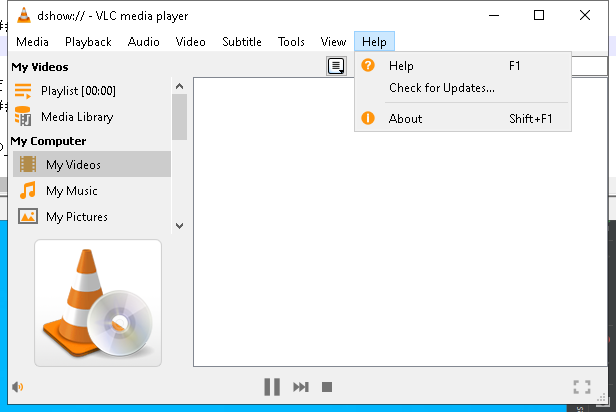 dshow:// - VLC media player
Media Playback Audio Video Subtitle Tools View Help
My Videos
Playlist [00:00]
Media Library
My Computer
My Videos
My Music
My Pictures
Help F1
Check for Updates...
About Shift+F1